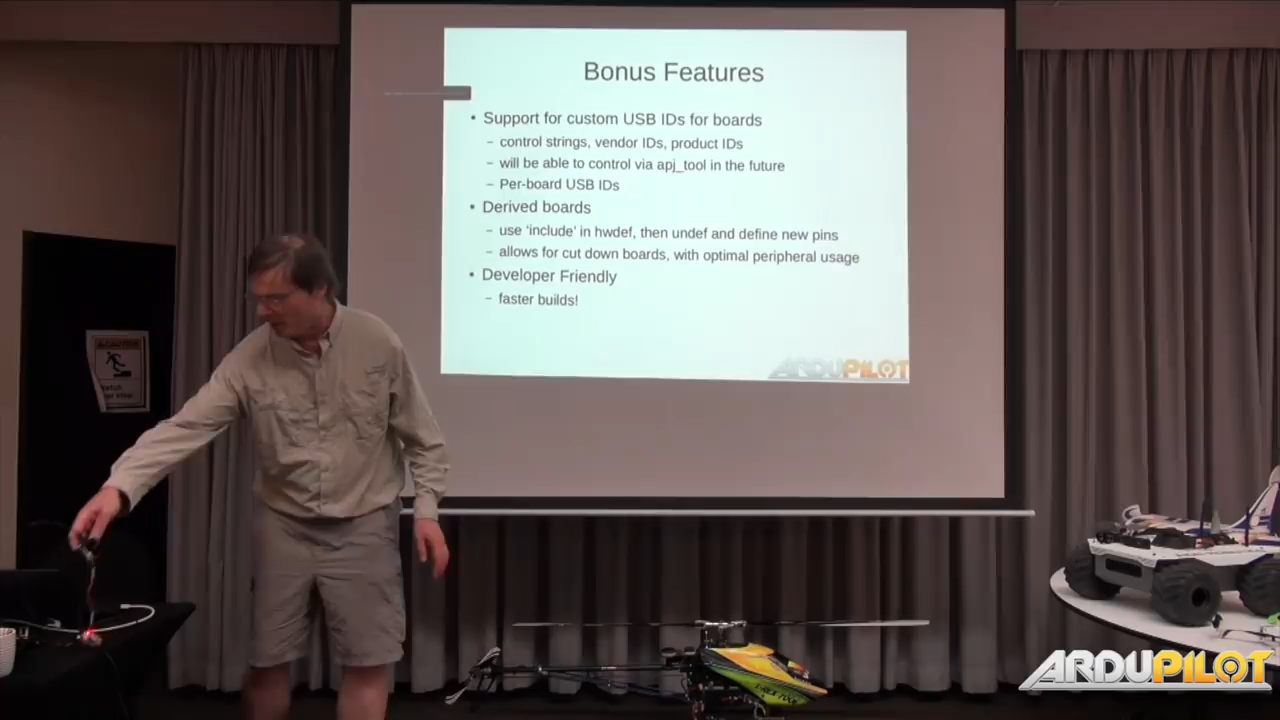 Bonus Features
• Support for custom USB IDs for boards
– control strings, vendor IDs, product IDs
– will be able to control via apj_tool in the future
– Per-board USB IDs
• Derived boards
– use ‘include’ in hwdef, then undef and define new pins
– allows for cut down boards, with optimal peripheral usage
• Developer Friendly
– faster builds!
ARDUPILOT
CAUTION
ARDUPILOT